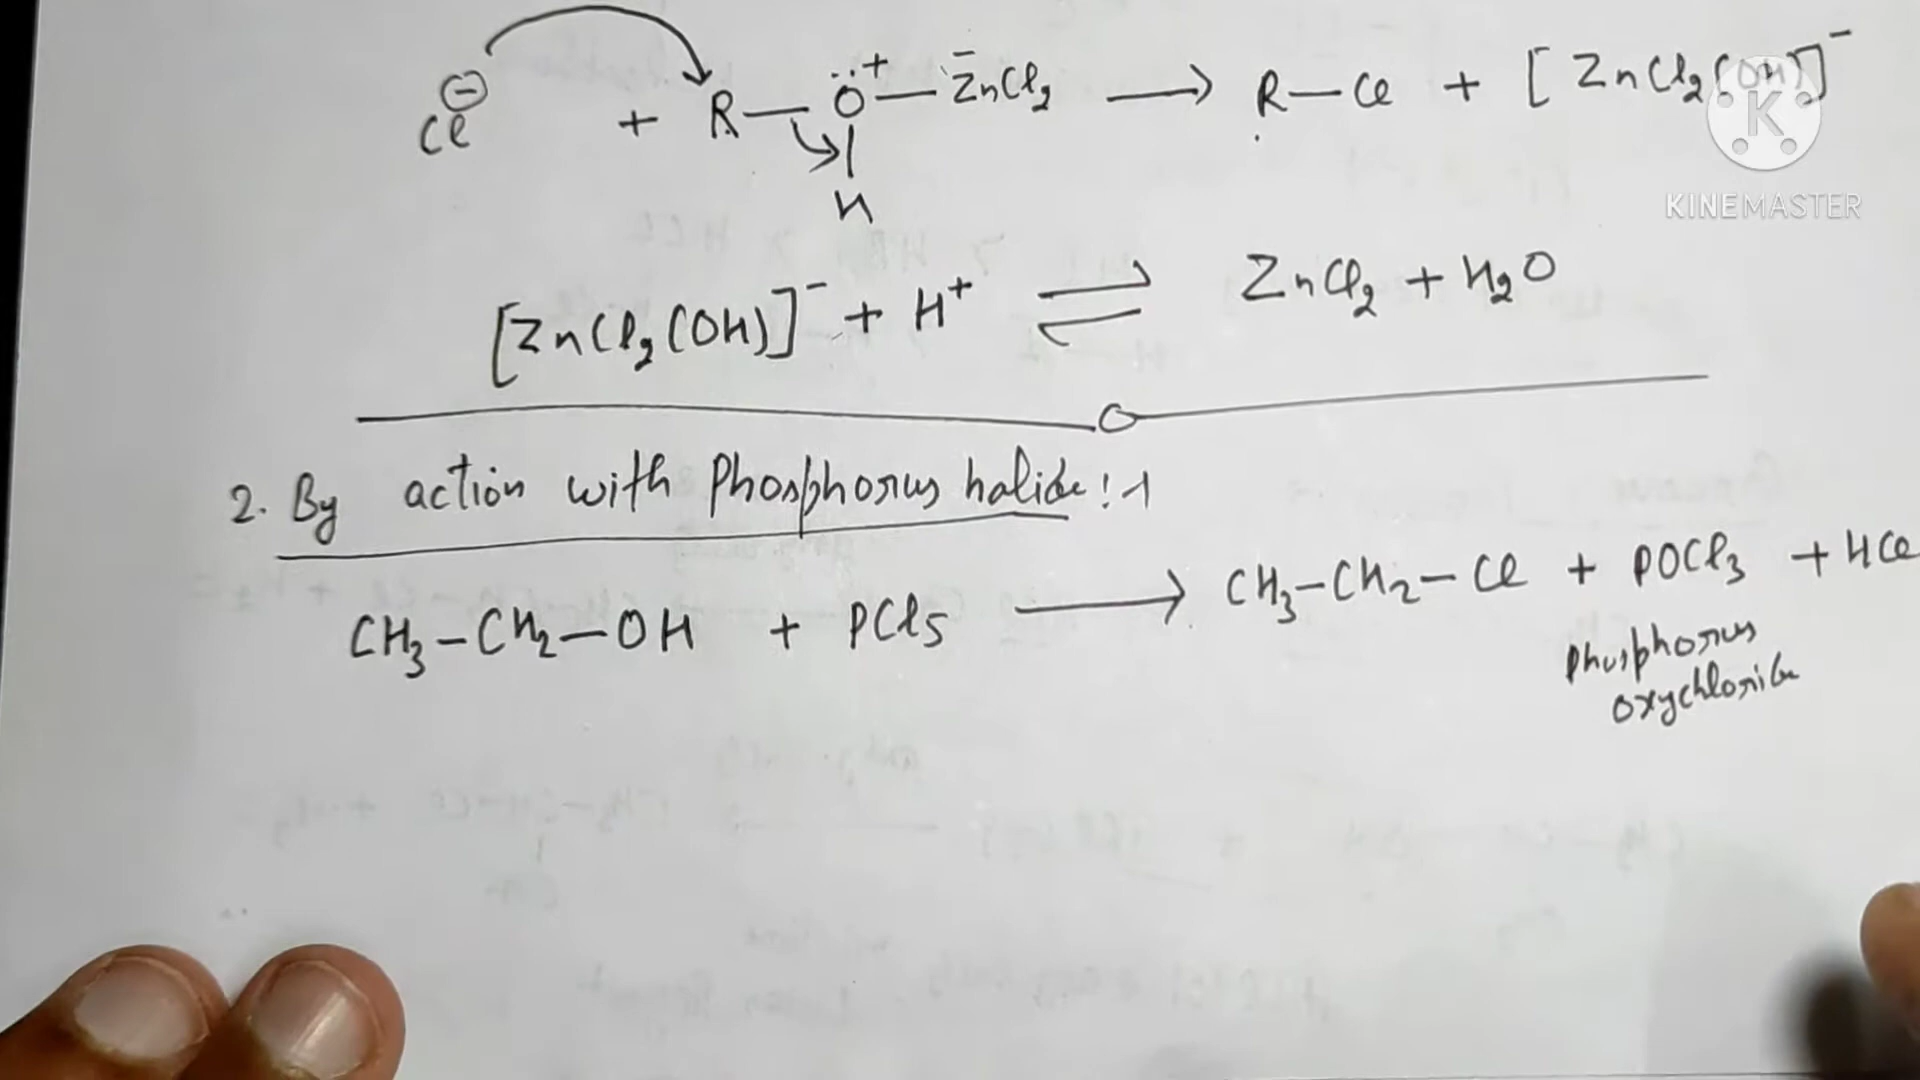 Cl⊖ + R—Ö⁺—Z̄nCl₂ → R—Cl + [ZnCl₂(OH)]⁻
H
KINEMASTER
[ZnCl₂(OH)]⁻ + H⁺ ⇌ ZnCl₂ + H₂O
2. By action with Phosphorus halide:-
CH₃—CH₂—OH + PCl₅ → CH₃—CH₂—Cl + POCl₃ + HCl
Phosphorus
oxychloride